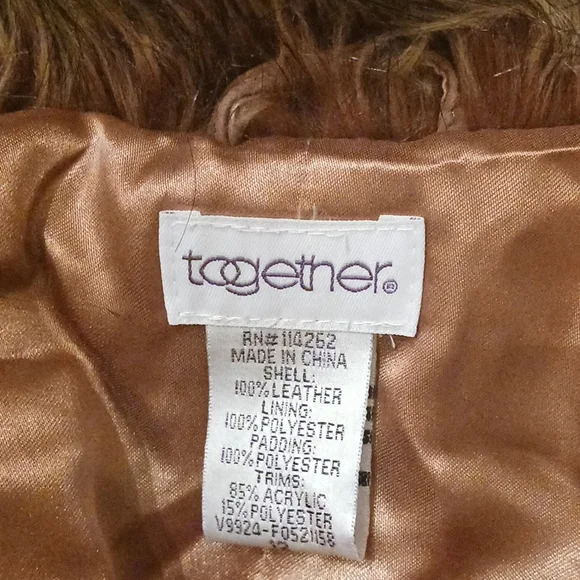 together®
RN# 114262
MADE IN CHINA
SHELL:
100% LEATHER
LINING:
100% POLYESTER
PADDING:
100% POLYESTER
TRIMS:
85% ACRYLIC
15% POLYESTER
V9924-F0521158